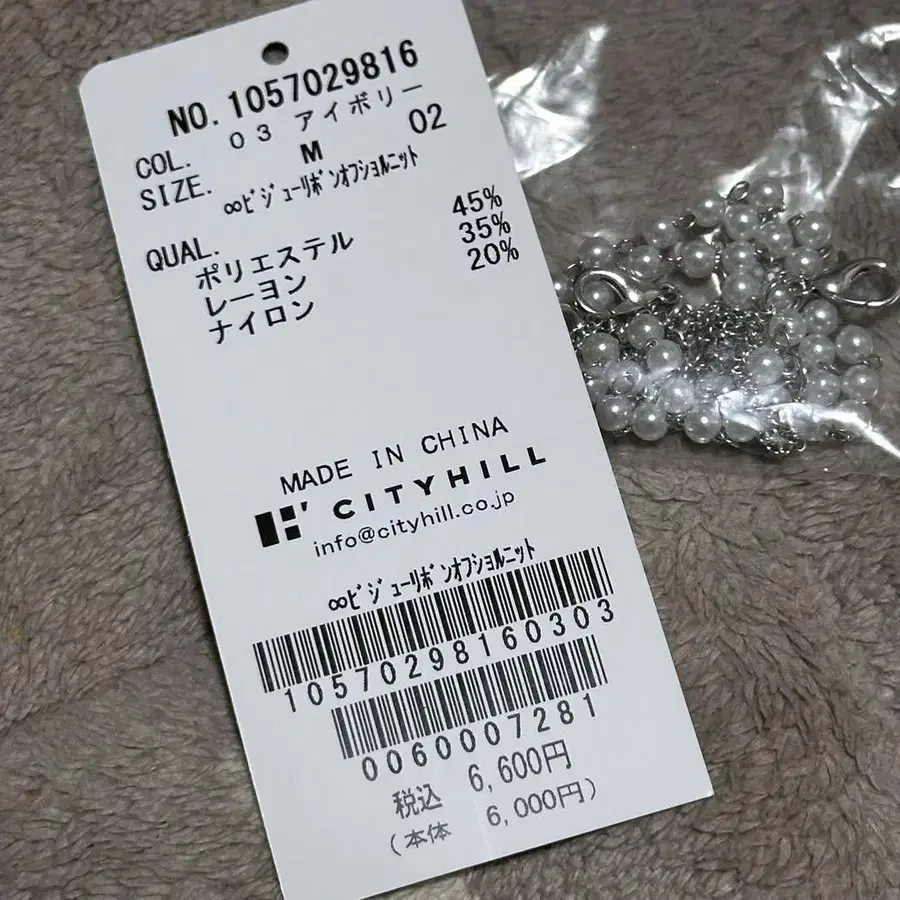 NO. 1057029816
COL. 03 アイボリー
SIZE. M 02
∞ﾋﾞｼﾞｭｰﾘﾎﾞﾝｵﾌｼｮﾙﾆｯﾄ
QUAL.
ポリエステル 45%
レーヨン 35%
ナイロン 20%
MADE IN CHINA
CITYHILL
info@cityhill.co.jp
∞ﾋﾞｼﾞｭｰﾘﾎﾞﾝｵﾌｼｮﾙﾆｯﾄ
10570298160303
0060007281
税込 6,600円
(本体 6,000円)